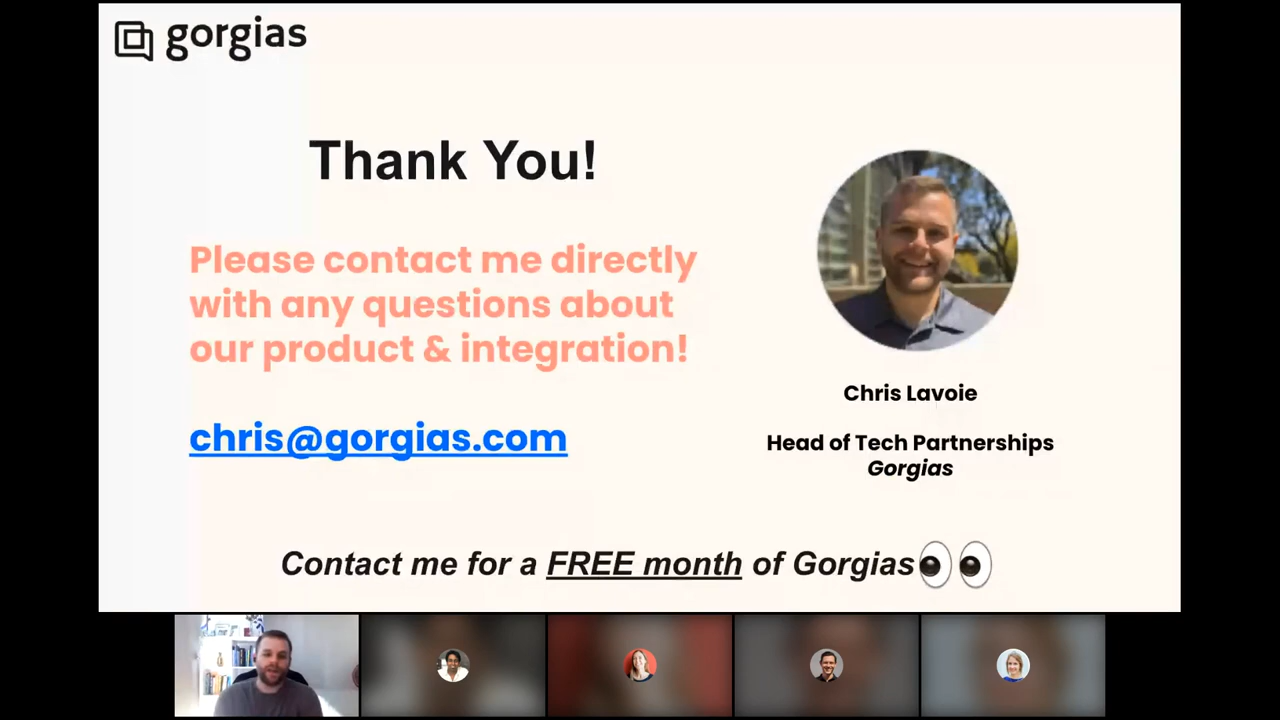 gorgias
Thank You!
Please contact me directly
with any questions about
our product & integration!
chris@gorgias.com
Chris Lavoie
Head of Tech Partnerships
Gorgias
Contact me for a FREE month of Gorgias👀